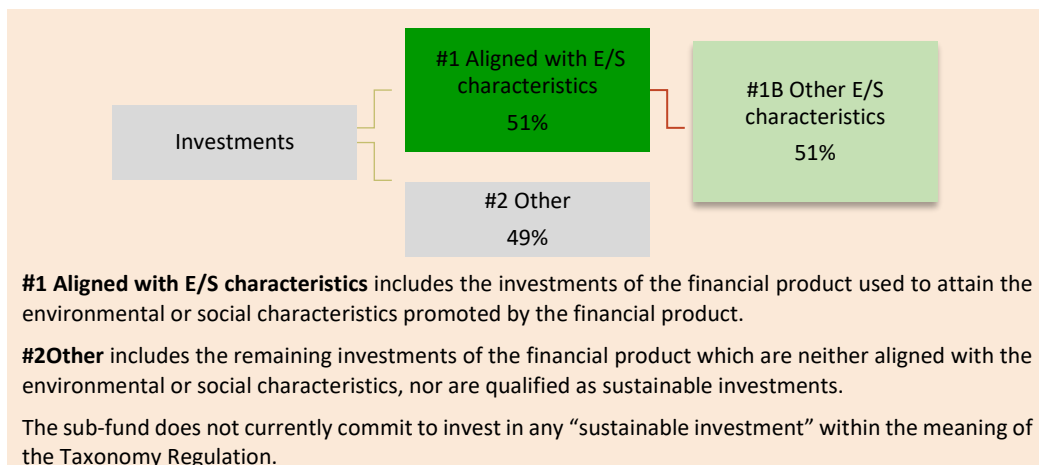 #1 Aligned with E/S
characteristics
51%
#1B Other E/S
characteristics
51%
Investments
#2 Other
49%
#1 Aligned with E/S characteristics includes the investments of the financial product used to attain the
environmental or social characteristics promoted by the financial product.
#2Other includes the remaining investments of the financial product which are neither aligned with the
environmental or social characteristics, nor are qualified as sustainable investments.
The sub-fund does not currently commit to invest in any “sustainable investment” within the meaning of
the Taxonomy Regulation.